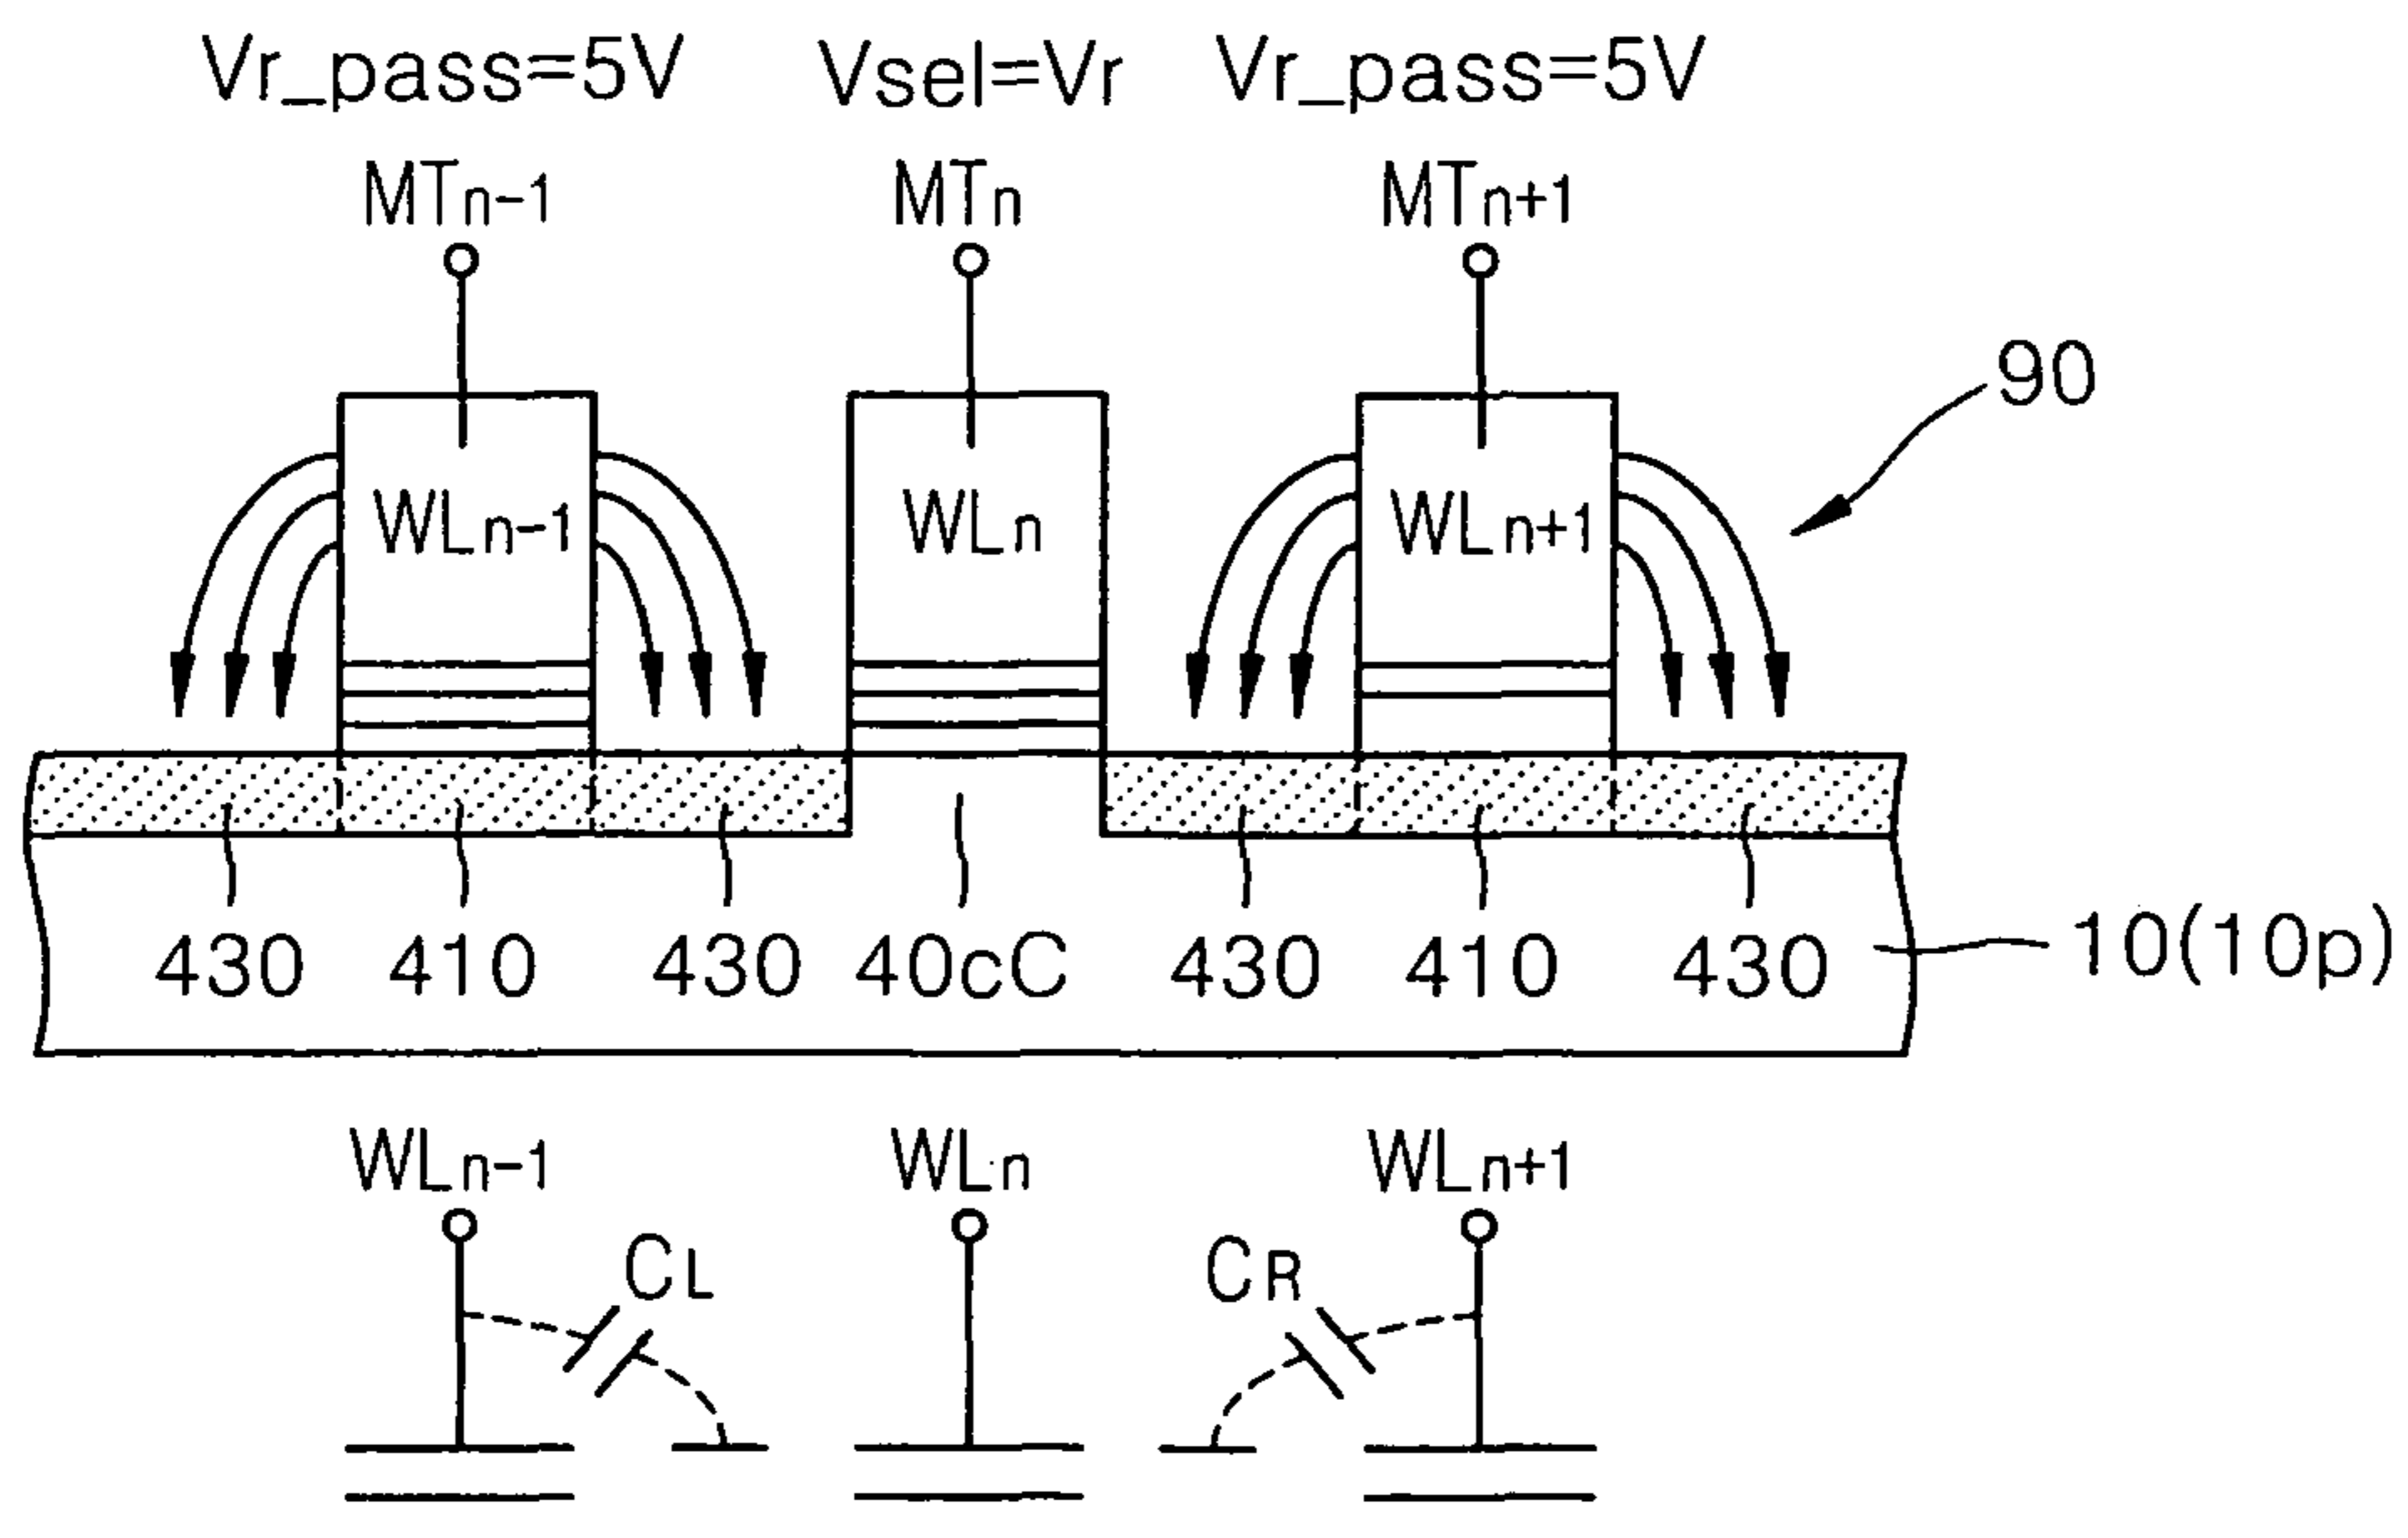 Vr_pass=5V Vsel=Vr Vr_pass=5V
MTn-1 MTn MTn+1
90
WLn-1 WLn WLn+1
430 410 430 40cC 430 410 430 10(10p)
WLn-1 WLn WLn+1
CL CR